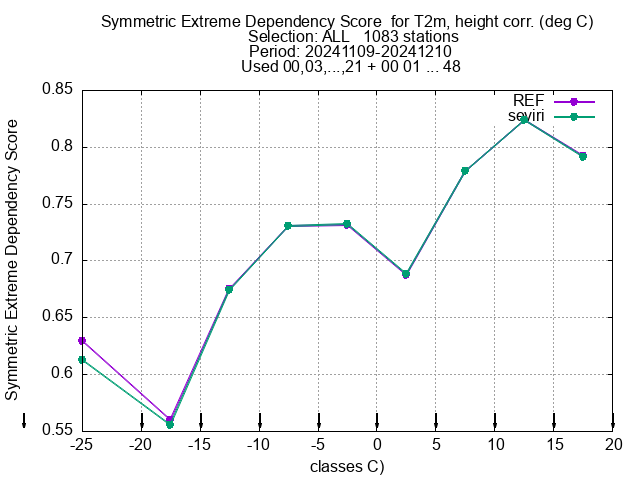 Symmetric Extreme Dependency Score  for T2m, height corr. (deg C)
Selection: ALL   1083 stations
Period: 20241109-20241210
Used 00,03,...,21 + 00 01 ... 48
REF
seviri
Symmetric Extreme Dependency Score
0.85
0.8
0.75
0.7
0.65
0.6
0.55
-25 -20 -15 -10 -5 0 5 10 15 20
classes C)